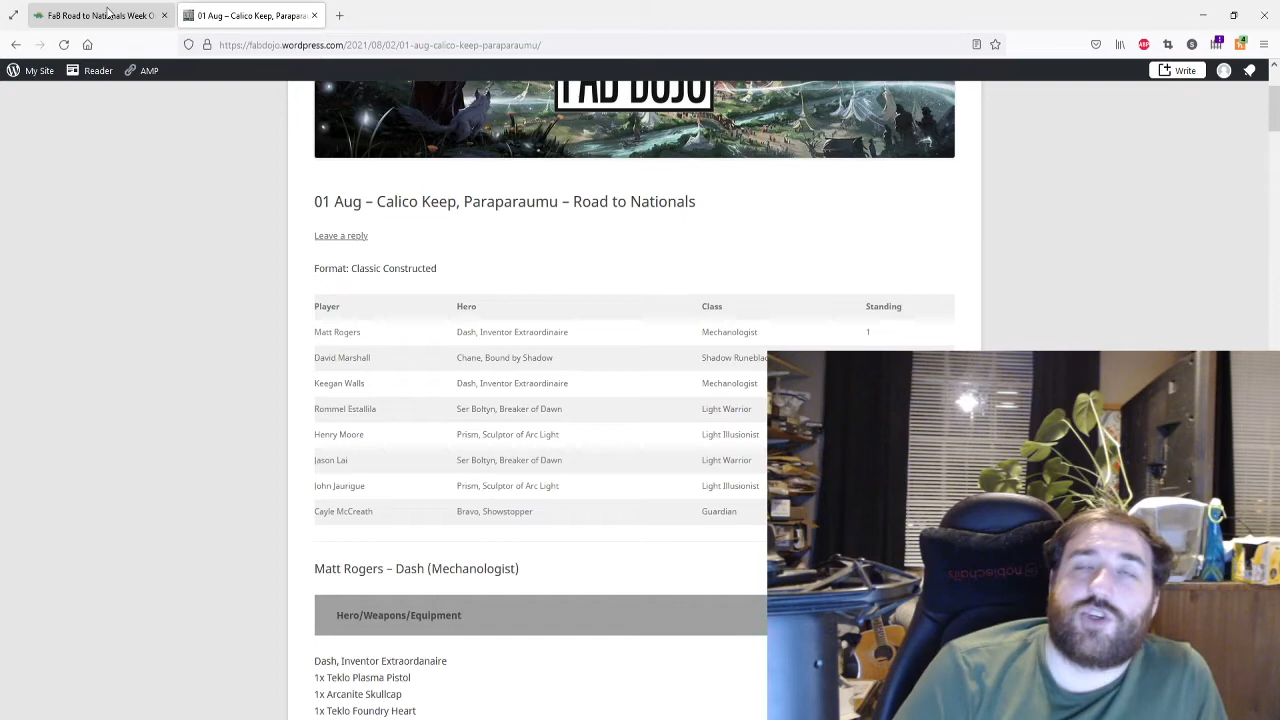 FaB Road to Nationals Week O
01 Aug – Calico Keep, Parapara
https://fabdojo.wordpress.com/2021/08/02/01-aug-calico-keep-paraparaumu/
My Site
Reader
AMP
Write
FAB DOJO
01 Aug – Calico Keep, Paraparaumu – Road to Nationals
Leave a reply
Format: Classic Constructed
Player Hero Class Standing
Matt Rogers Dash, Inventor Extraordinaire Mechanologist 1
David Marshall Chane, Bound by Shadow Shadow Runeblad
Keegan Walls Dash, Inventor Extraordinaire Mechanologist
Rommel Estallila Ser Boltyn, Breaker of Dawn Light Warrior
Henry Moore Prism, Sculptor of Arc Light Light Illusionist
Jason Lai Ser Boltyn, Breaker of Dawn Light Warrior
John Jaurigue Prism, Sculptor of Arc Light Light Illusionist
Cayle McCreath Bravo, Showstopper Guardian
Matt Rogers – Dash (Mechanologist)
Hero/Weapons/Equipment
Dash, Inventor Extraordanaire
1x Teklo Plasma Pistol
1x Arcanite Skullcap
1x Teklo Foundry Heart